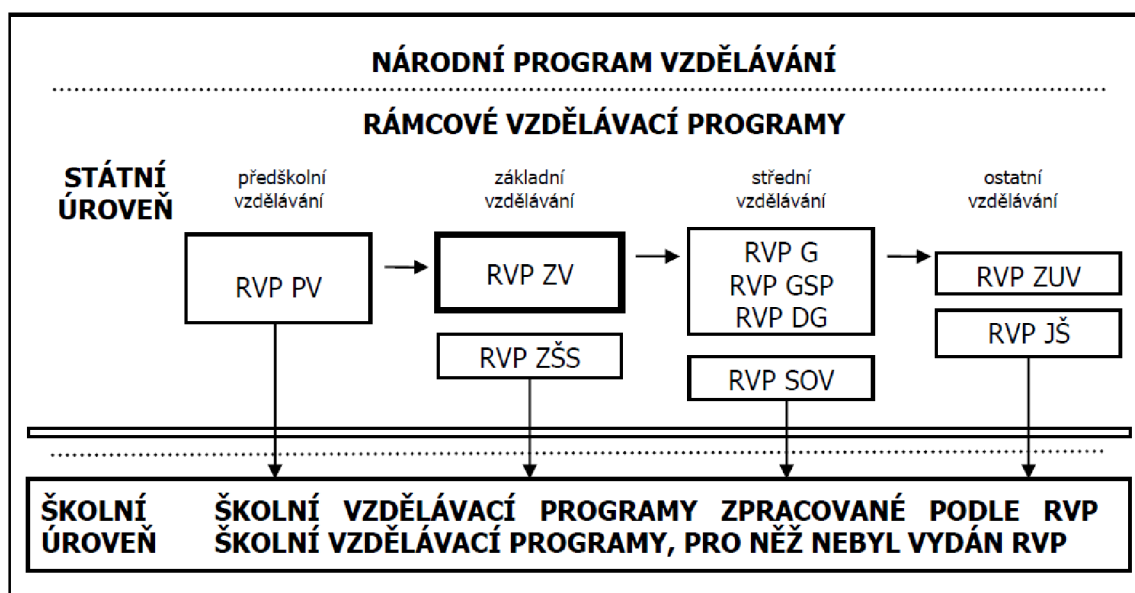 NÁRODNÍ PROGRAM VZDĚLÁVÁNÍ
RÁMCOVÉ VZDĚLÁVACÍ PROGRAMY
STÁTNÍ
ÚROVEŇ
předškolní
vzdělávání
základní
vzdělávání
střední
vzdělávání
ostatní
vzdělávání
RVP PV
RVP ZV
RVP ZŠS
RVP G
RVP GSP
RVP DG
RVP SOV
RVP ZUV
RVP JŠ
ŠKOLNÍ
ÚROVEŇ
ŠKOLNÍ VZDĚLÁVACÍ PROGRAMY ZPRACOVANÉ PODLE RVP
ŠKOLNÍ VZDĚLÁVACÍ PROGRAMY, PRO NĚŽ NEBYL VYDÁN RVP